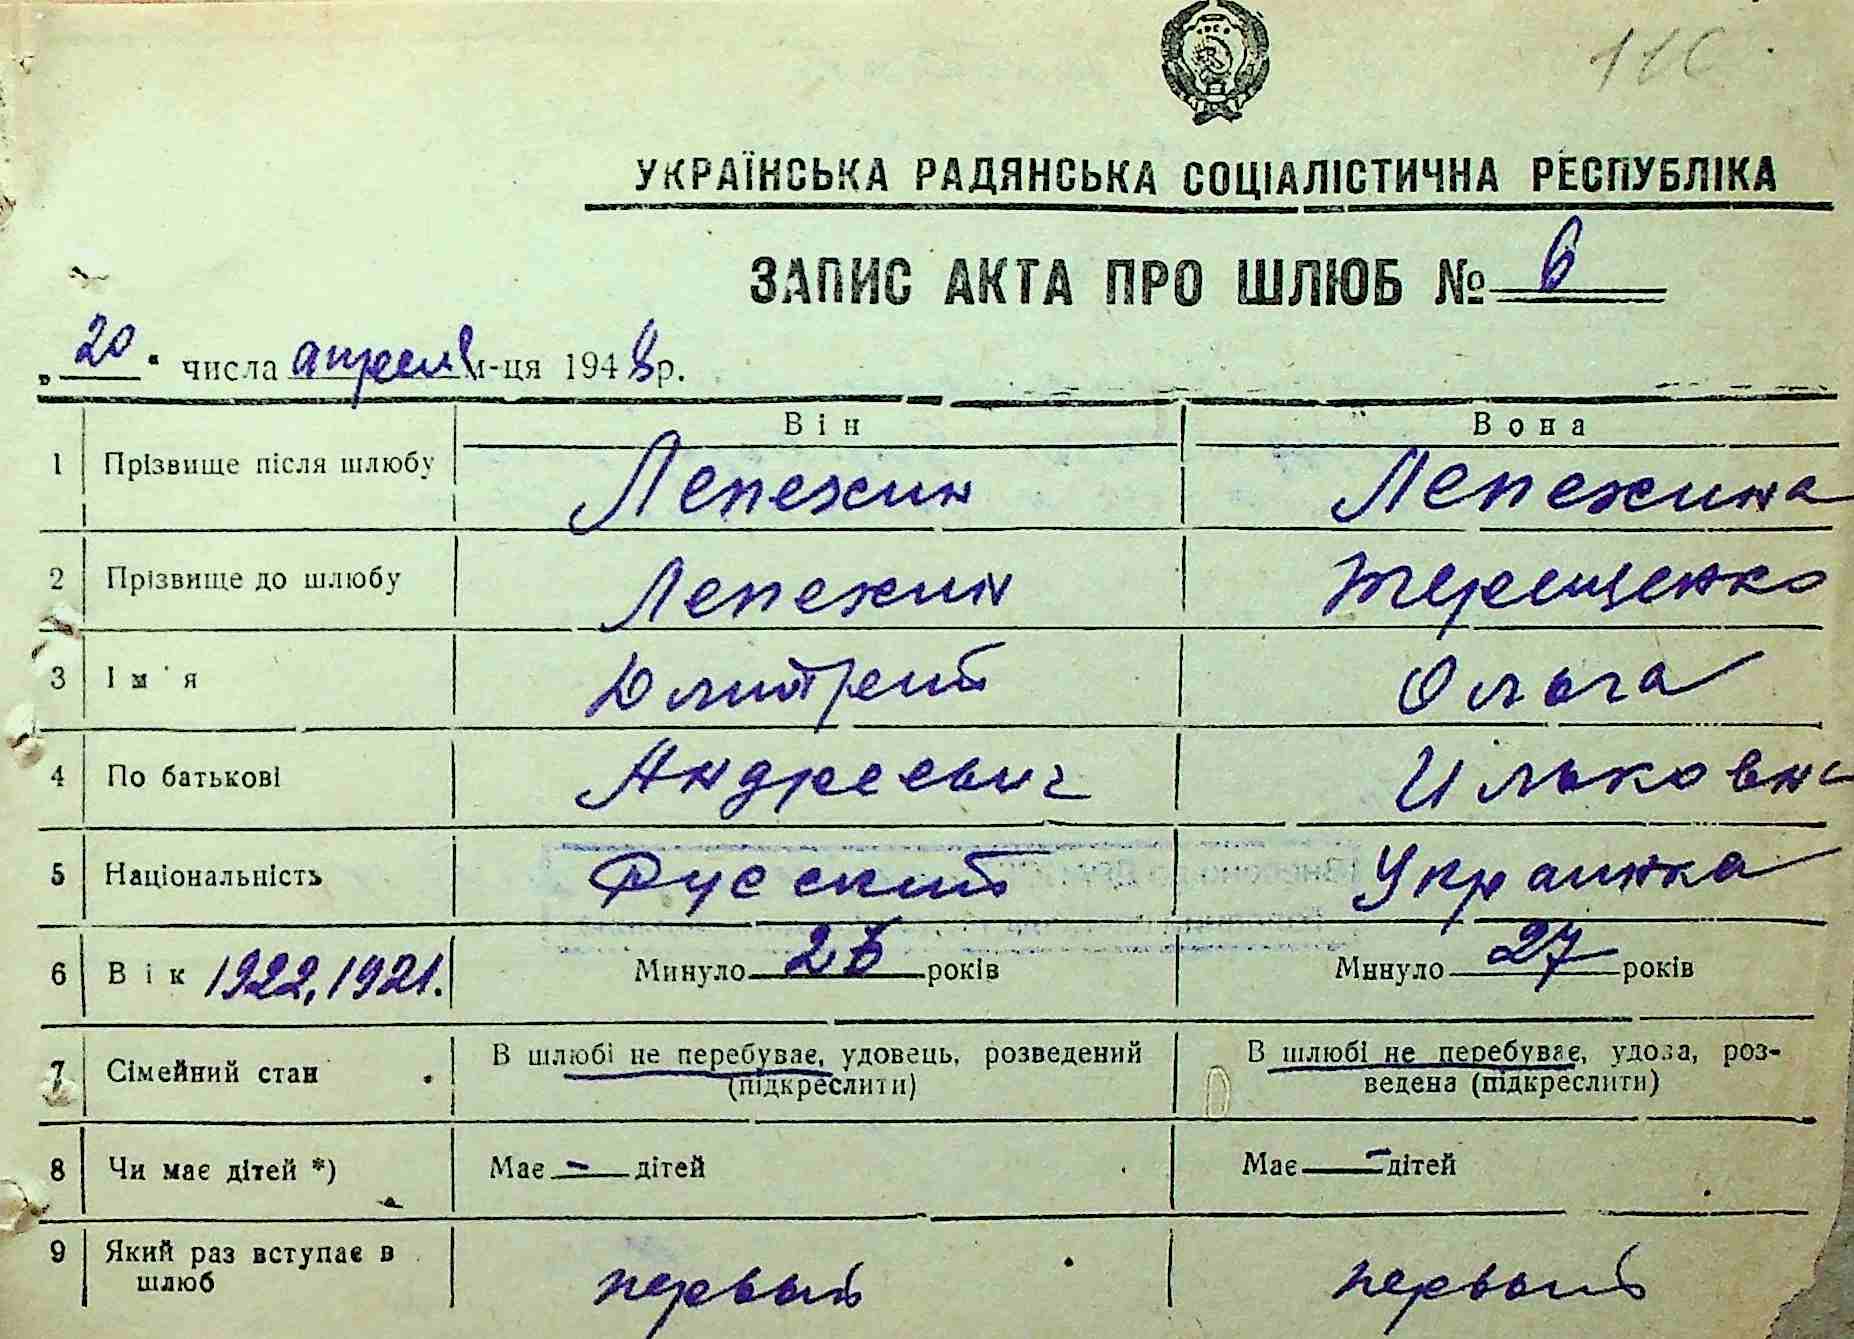 11С
УКРАЇНСЬКА РАДЯНСЬКА СОЦІАЛІСТИЧНА РЕСПУБЛІКА
ЗАПИС АКТА ПРО ШЛЮБ № 6
„20“ числа апреля м-ця 1948 р.
Він Вона
1 Прізвище після шлюбу Лепехин Лепехина
2 Прізвище до шлюбу Лепехин Терещенко
3 Ім'я Дмитрий Ольга
4 По батькові Андреевич Ильковна
5 Національність Русский Украинка
6 Вік 1922, 1921. Минуло 26 років Минуло 27 років
7 Сімейний стан В шлюбі не перебуває, удовець, розведений (підкреслити) В шлюбі не перебуває, удова, роз-
ведена (підкреслити)
8 Чи має дітей *) Має - дітей Має - дітей
9 Який раз вступає в шлюб первый первый